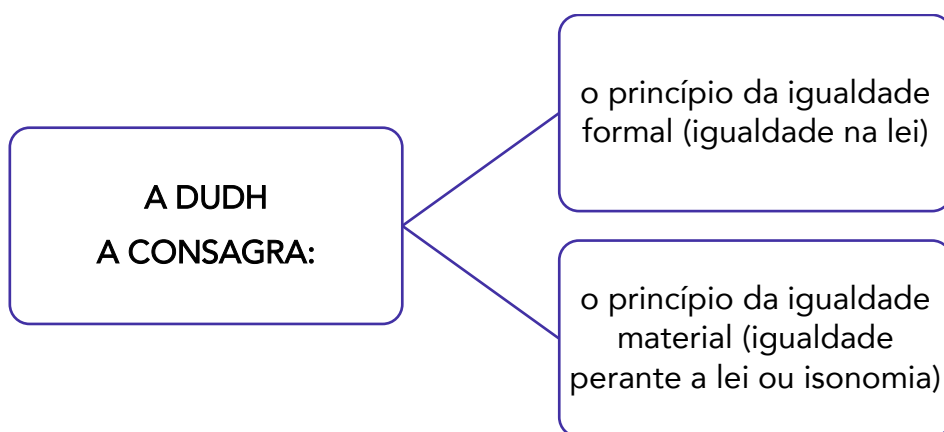 A DUDH
A CONSAGRA:
o princípio da igualdade
formal (igualdade na lei)
o princípio da igualdade
material (igualdade
perante a lei ou isonomia)